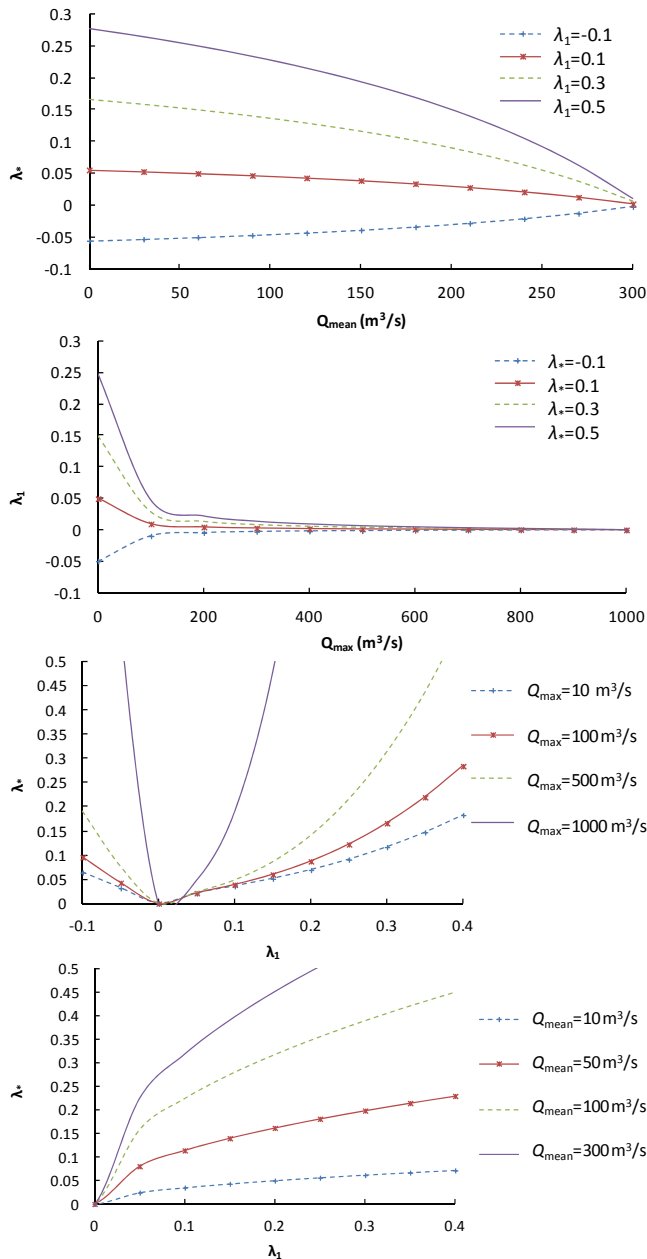 0.3
0.25
0.2
0.15
0.1
0.05
0
-0.05
-0.1
λ*
0 50 100 150 200 250 300
Qmean (m³/s)
λ1=-0.1
λ1=0.1
λ1=0.3
λ1=0.5
0.3
0.25
0.2
0.15
0.1
0.05
0
-0.05
-0.1
λ1
0 200 400 600 800 1000
Qmax (m³/s)
λ*=-0.1
λ*=0.1
λ*=0.3
λ*=0.5
0.5
0.45
0.4
0.35
0.3
0.25
0.2
0.15
0.1
0.05
0
λ*
-0.1 0 0.1 0.2 0.3 0.4
λ1
Qmax=10 m³/s
Qmax=100 m³/s
Qmax=500 m³/s
Qmax=1000 m³/s
0.5
0.45
0.4
0.35
0.3
0.25
0.2
0.15
0.1
0.05
0
λ*
0 0.1 0.2 0.3 0.4
λ1
Qmean=10 m³/s
Qmean=50 m³/s
Qmean=100 m³/s
Qmean=300 m³/s